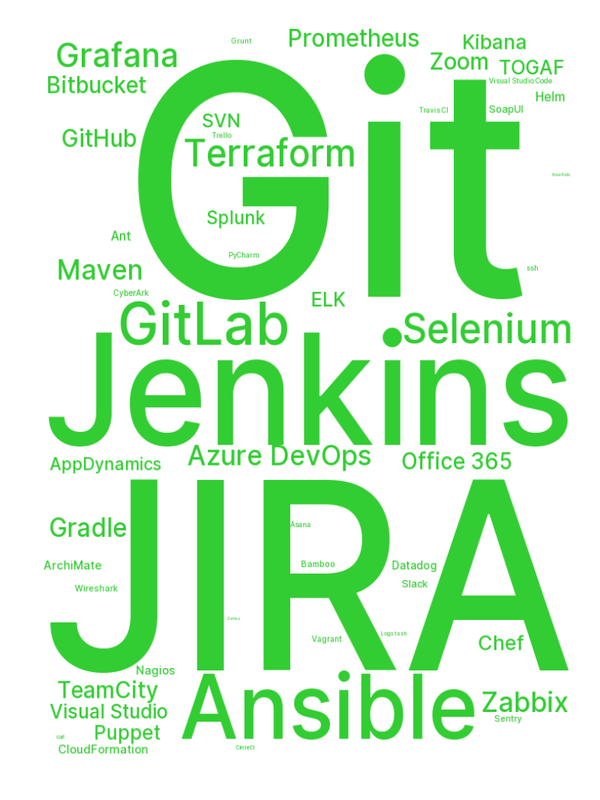 Grunt
Prometheus
Kibana
Grafana
Zoom
TOGAF
Bitbucket
Visual Studio Code
Helm
Git
TravisCI
SoapUI
SVN
Trello
GitHub
Terraform
Splunk
Ant
PyCharm
Maven
ssh
CyberArk
ELK
GitLab
Selenium
Jenkins
Azure DevOps
Office 365
AppDynamics
JIRA
Gradle
Asana
ArchiMate
Bamboo
Datadog
Slack
Wireshark
Logstash
Vagrant
Chef
Nagios
Ansible
TeamCity
Zabbix
Visual Studio
Sentry
Puppet
CircleCI
CloudFormation